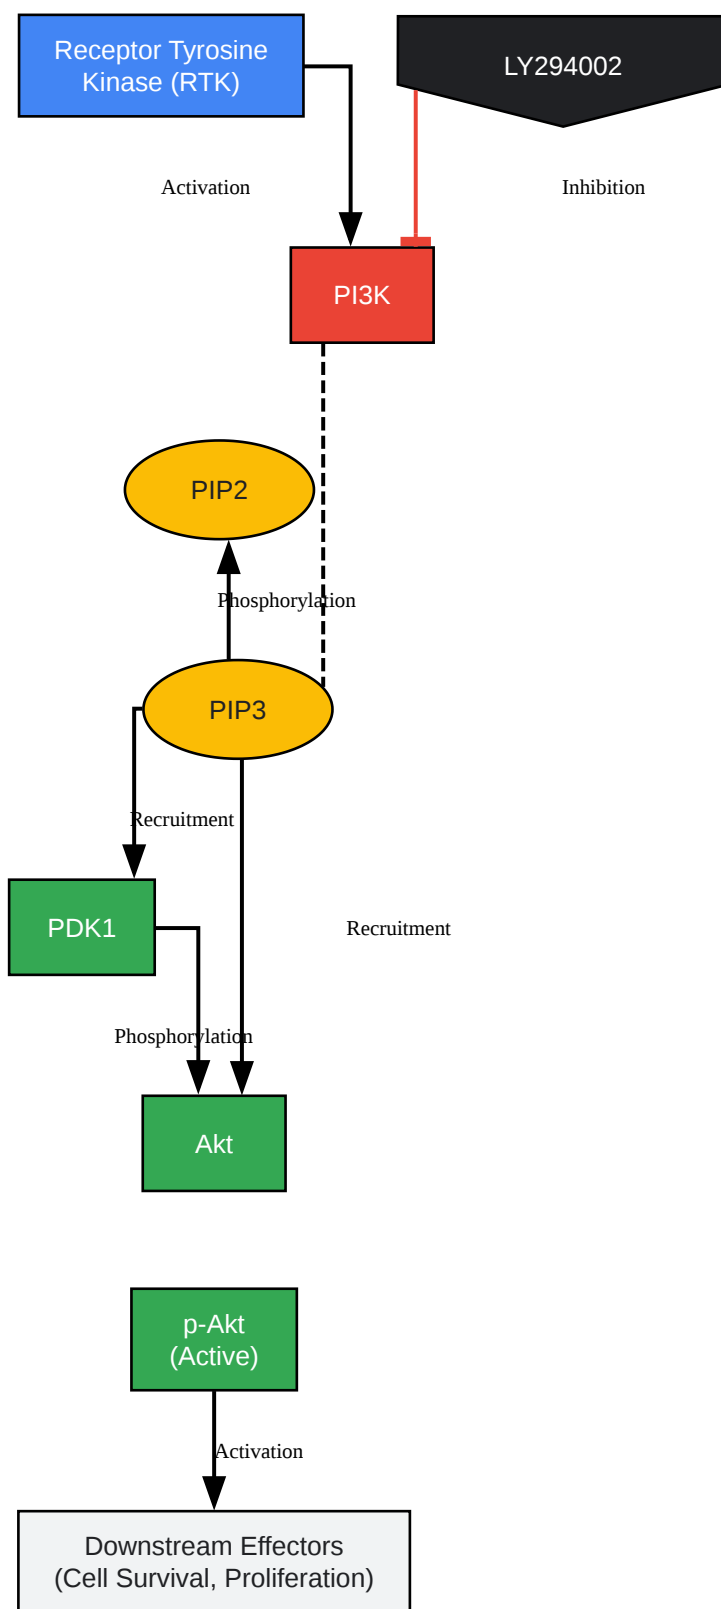 Receptor Tyrosine
Kinase (RTK)
LY294002
Activation
Inhibition
PI3K
PIP2
Phosphorylation
PIP3
Recruitment
PDK1
Recruitment
Phosphorylation
Akt
p-Akt
(Active)
Activation
Downstream Effectors
(Cell Survival, Proliferation)